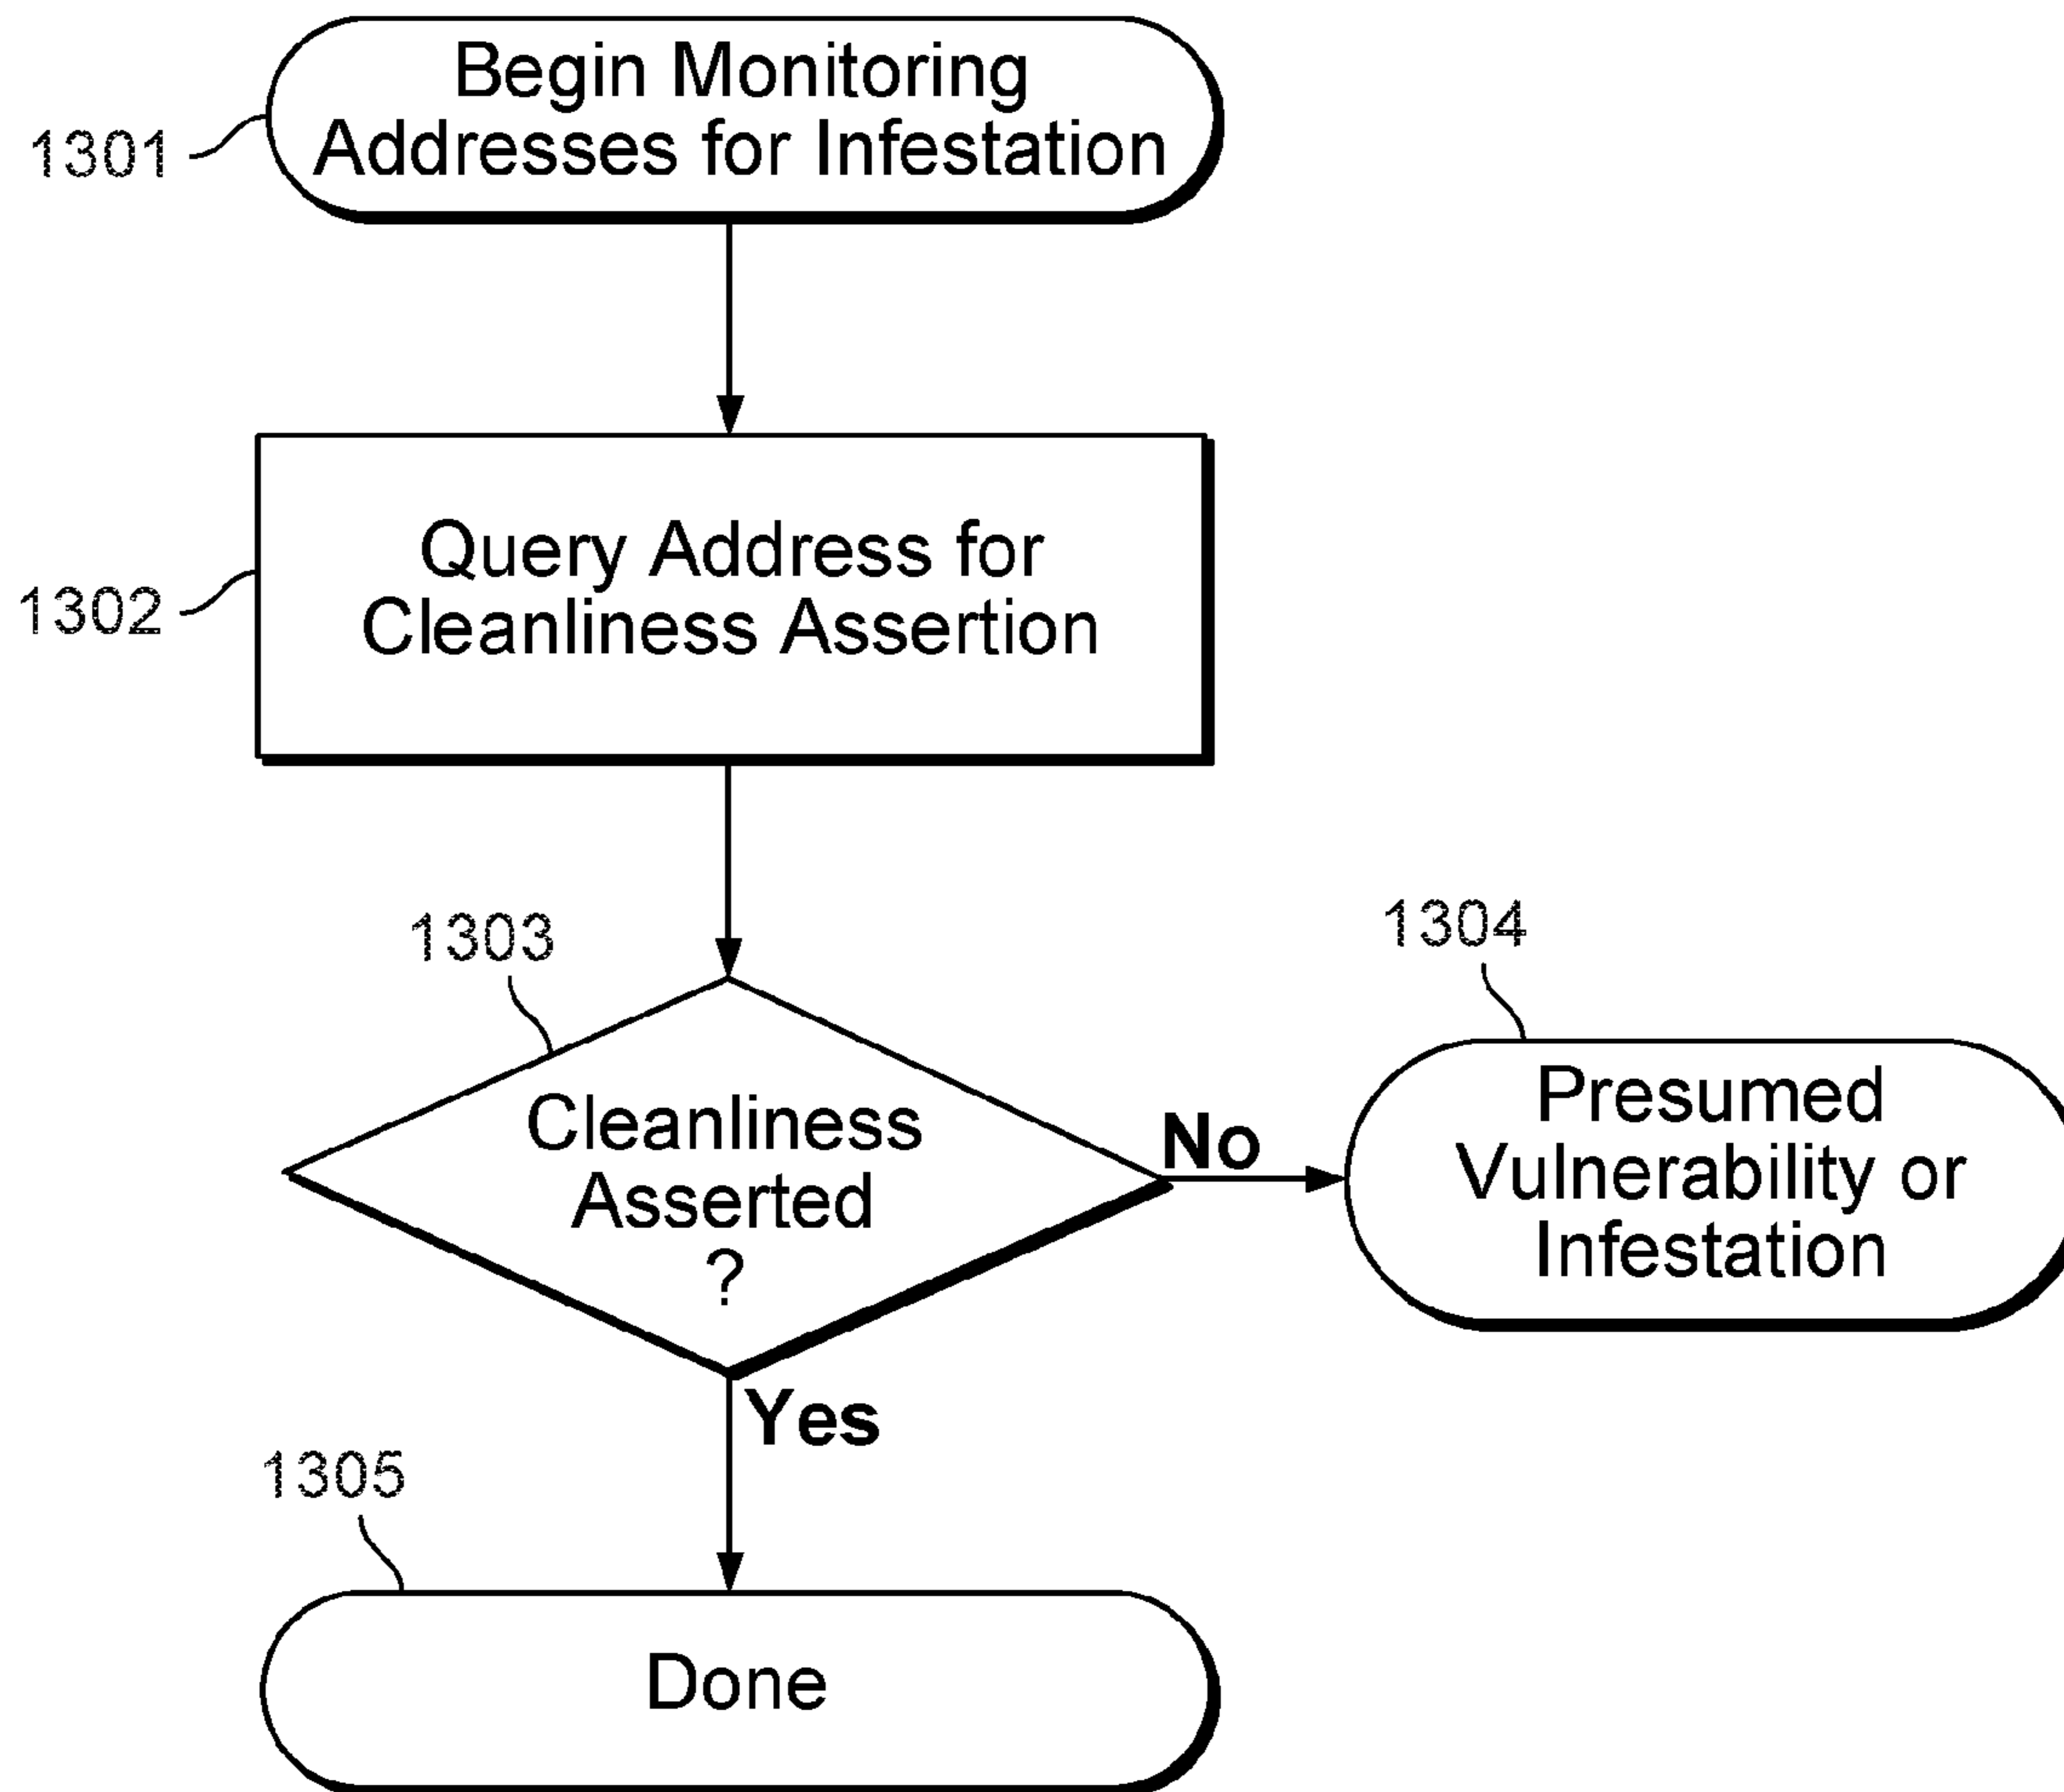 Begin Monitoring
Addresses for Infestation
1301
Query Address for
Cleanliness Assertion
1302
1303
Cleanliness
Asserted
?
No
1304
Presumed
Vulnerability or
Infestation
Yes
1305
Done